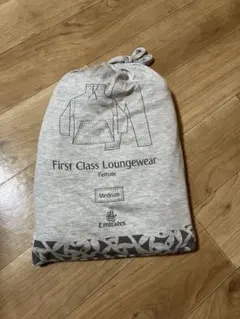 First Class Loungewear
Female
Medium
Emirates